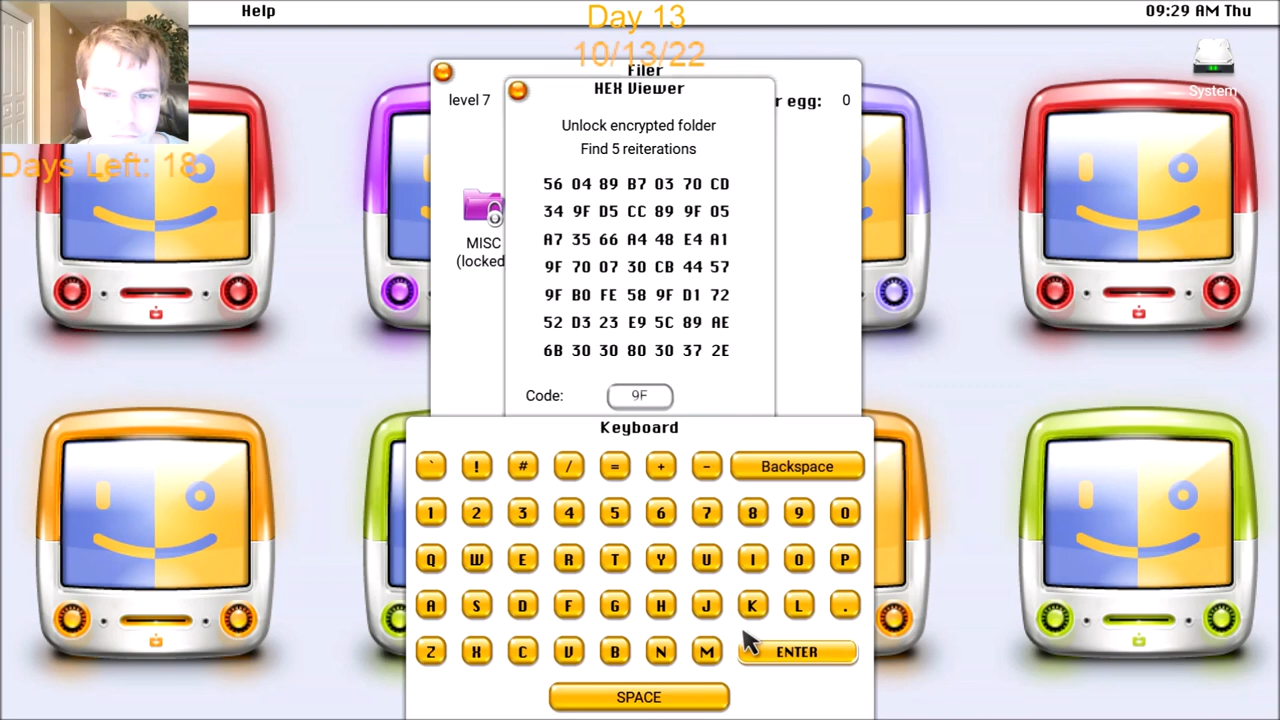 Help
Day 13
09:29 AM Thu
10/13/22
Filer
HEX Viewer
level 7
r egg: 0
System
Unlock encrypted folder
Find 5 reiterations
Days Left: 18
56 04 89 B7 03 70 CD
34 9F D5 CC 89 9F 05
A7 35 66 A4 48 E4 A1
9F 70 07 30 CB 44 57
9F B0 FE 58 9F D1 72
52 D3 23 E9 5C 89 AE
6B 30 30 80 30 37 2E
MISC
(locked
Code: 9F
Keyboard
` ! # / = + - Backspace
1 2 3 4 5 6 7 8 9 0
Q W E R T Y U I O P
A S D F G H J K L .
Z X C V B N M ENTER
SPACE